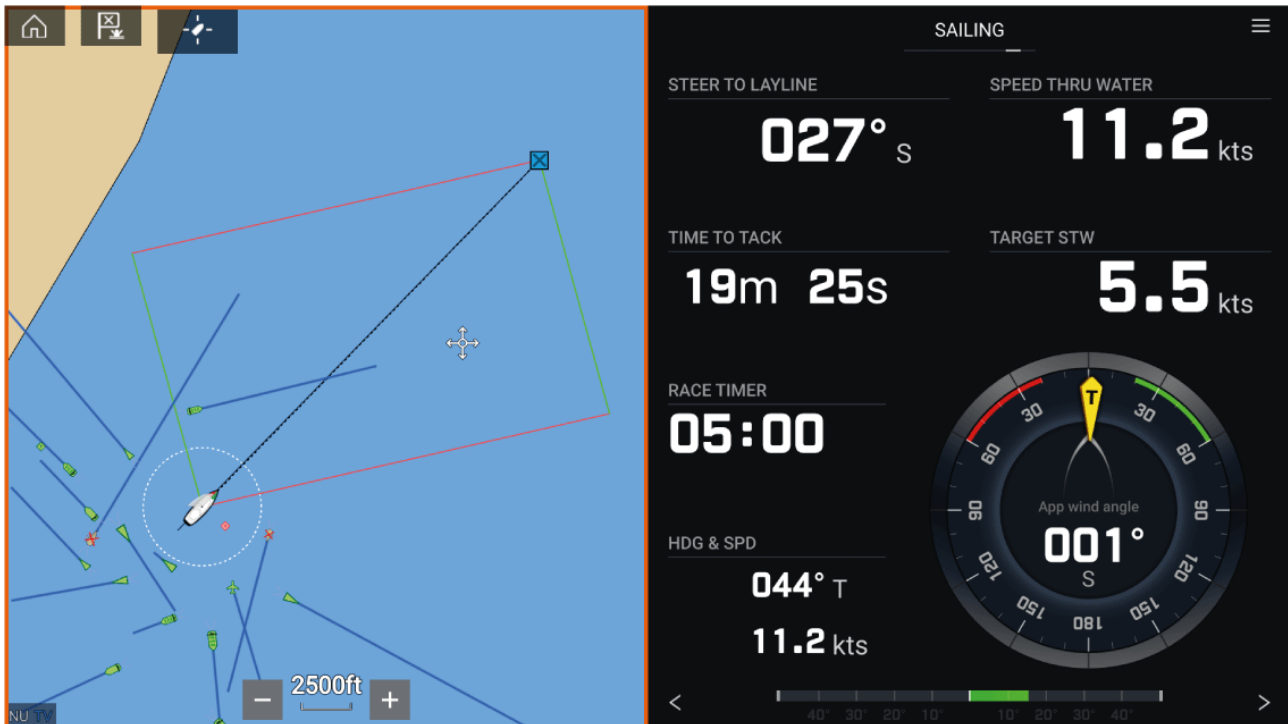 SAILING
STEER TO LAYLINE
027° S
SPEED THRU WATER
11.2 kts
TIME TO TACK
19m 25s
TARGET STW
5.5 kts
RACE TIMER
05:00
HDG & SPD
044° T
11.2 kts
T
30 30
60 60
90 90
120 120
150 150
180
App wind angle
001°
S
2500ft
NU TV
40° 30° 20° 10° 10° 20° 30° 40°